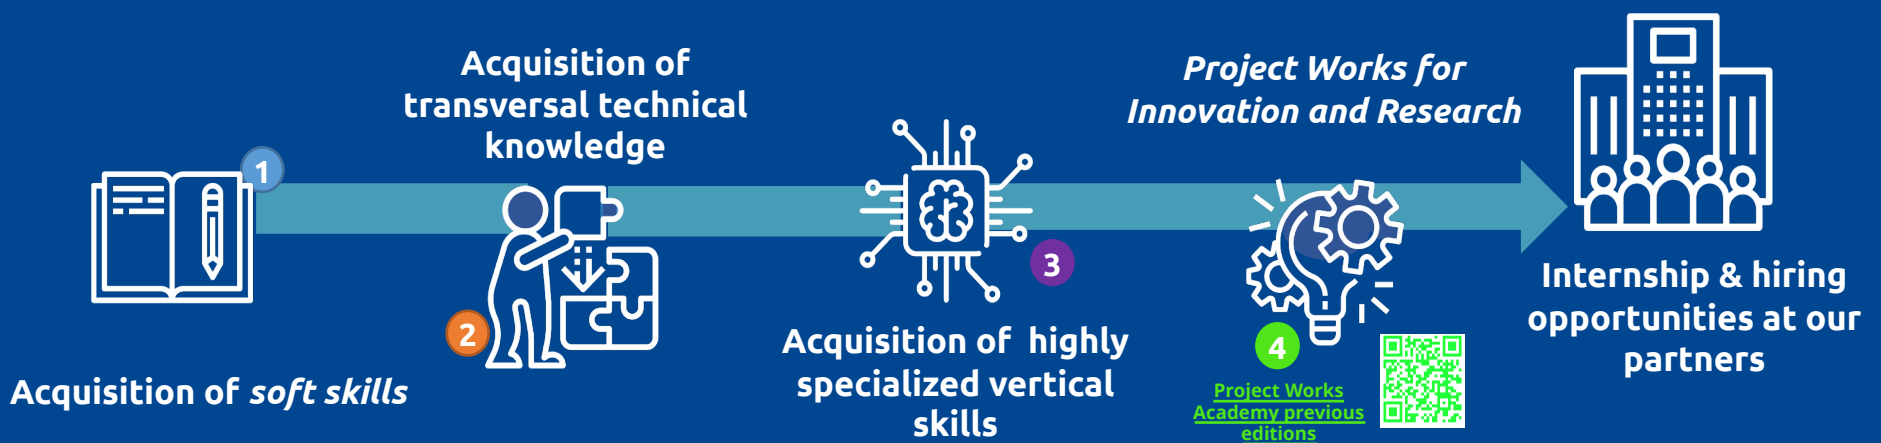 1
Acquisition of soft skills
Acquisition of
transversal technical
knowledge
2
3
Acquisition of highly
specialized vertical
skills
Project Works for
Innovation and Research
4
Project Works
Academy previous
editions
Internship & hiring
opportunities at our
partners